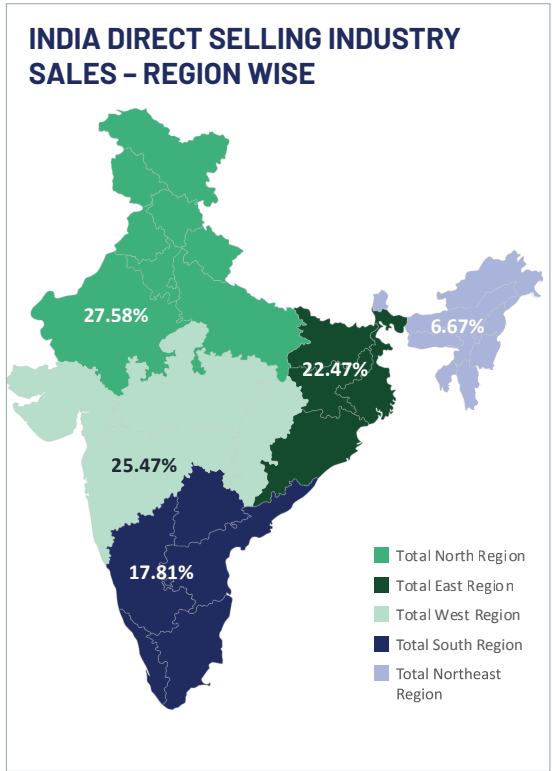 INDIA DIRECT SELLING INDUSTRY
SALES – REGION WISE
27.58%
6.67%
22.47%
25.47%
17.81%
Total North Region
Total East Region
Total West Region
Total South Region
Total Northeast
Region